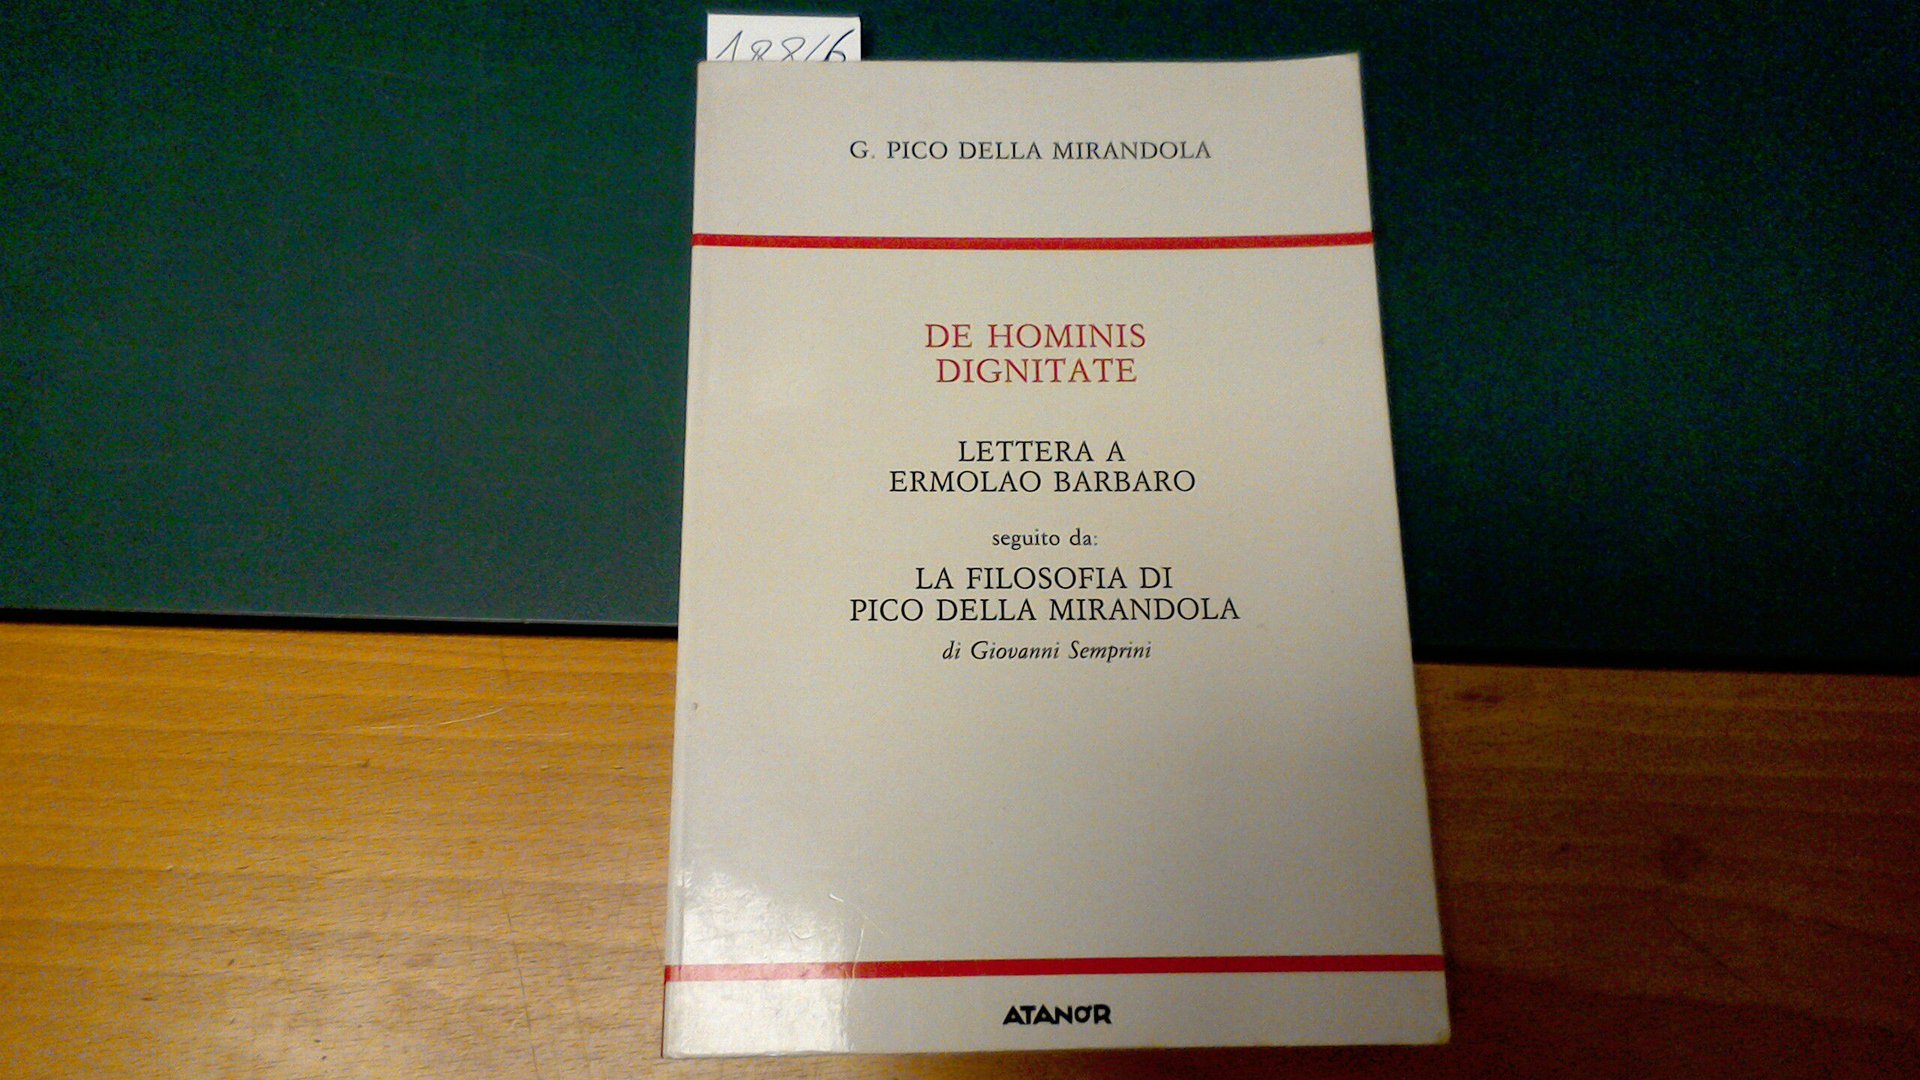 G. PICO DELLA MIRANDOLA
DE HOMINIS
DIGNITATE
LETTERA A
ERMOLAO BARBARO
seguito da:
LA FILOSOFIA DI
PICO DELLA MIRANDOLA
di Giovanni Semprini
ATANÒR